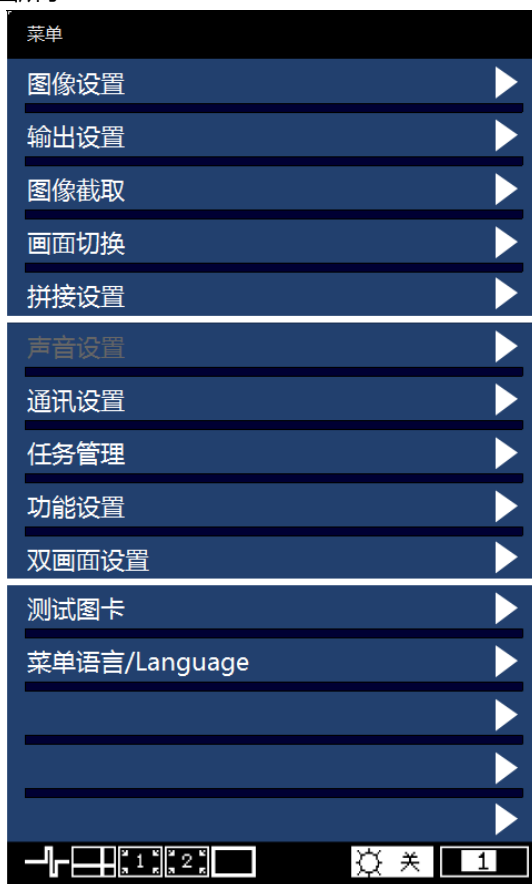 菜单
图像设置
输出设置
图像截取
画面切换
拼接设置
声音设置
通讯设置
任务管理
功能设置
双画面设置
测试图卡
菜单语言/Language
1 2 关 1